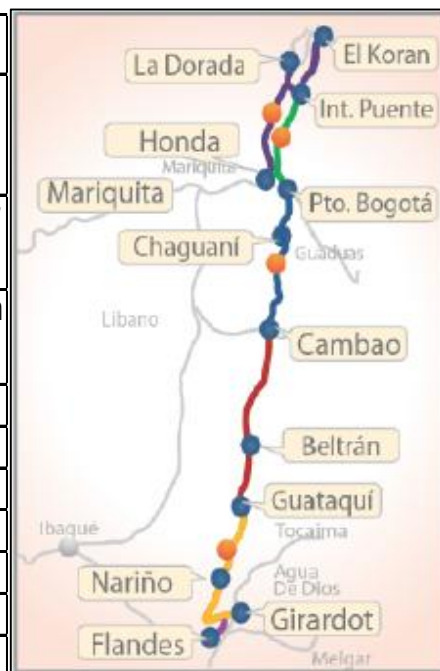 El Koran
La Dorada
Int. Puente
Honda
Mariquita
Mariquita
Pto. Bogotá
Chaguaní
Guaduas
Libano
Cambao
Beltrán
Guataquí
Tocaima
Ibagué
Nariño
Agua
De Dios
Girardot
Flandes
Melgar